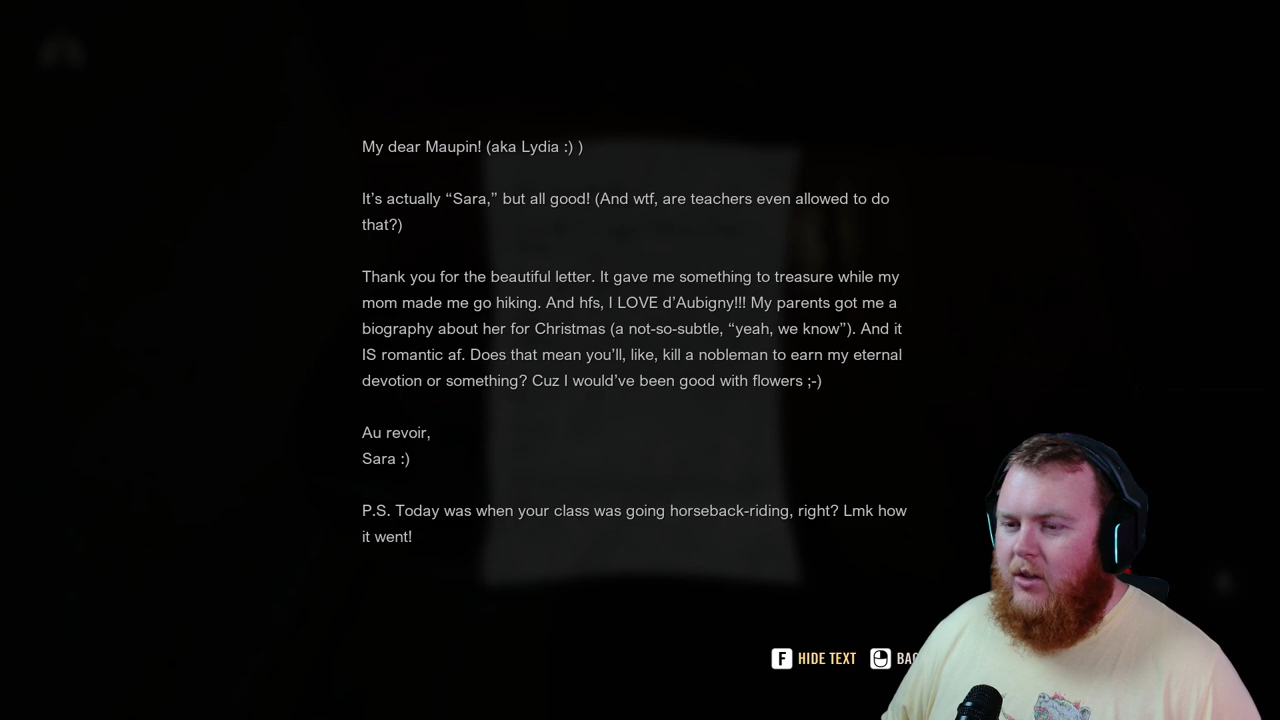 My dear Maupin! (aka Lydia :) )
It's actually “Sara,” but all good! (And wtf, are teachers even allowed to do
that?)
Thank you for the beautiful letter. It gave me something to treasure while my
mom made me go hiking. And hfs, I LOVE d’Aubigny!!! My parents got me a
biography about her for Christmas (a not-so-subtle, “yeah, we know”). And it
IS romantic af. Does that mean you’ll, like, kill a nobleman to earn my eternal
devotion or something? Cuz I would’ve been good with flowers ;-)
Au revoir,
Sara :)
P.S. Today was when your class was going horseback-riding, right? Lmk how
it went!
F HIDE TEXT